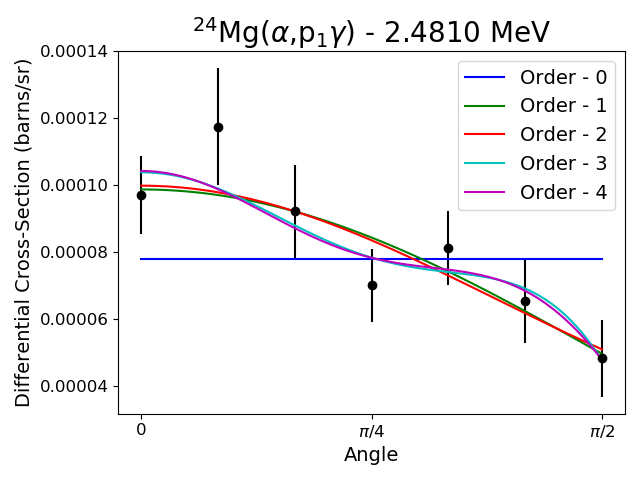 ²⁴Mg(α,p₁γ) - 2.4810 MeV
Differential Cross-Section (barns/sr)
0.00014
0.00012
0.00010
0.00008
0.00006
0.00004
Order - 0
Order - 1
Order - 2
Order - 3
Order - 4
0
π/4
π/2
Angle